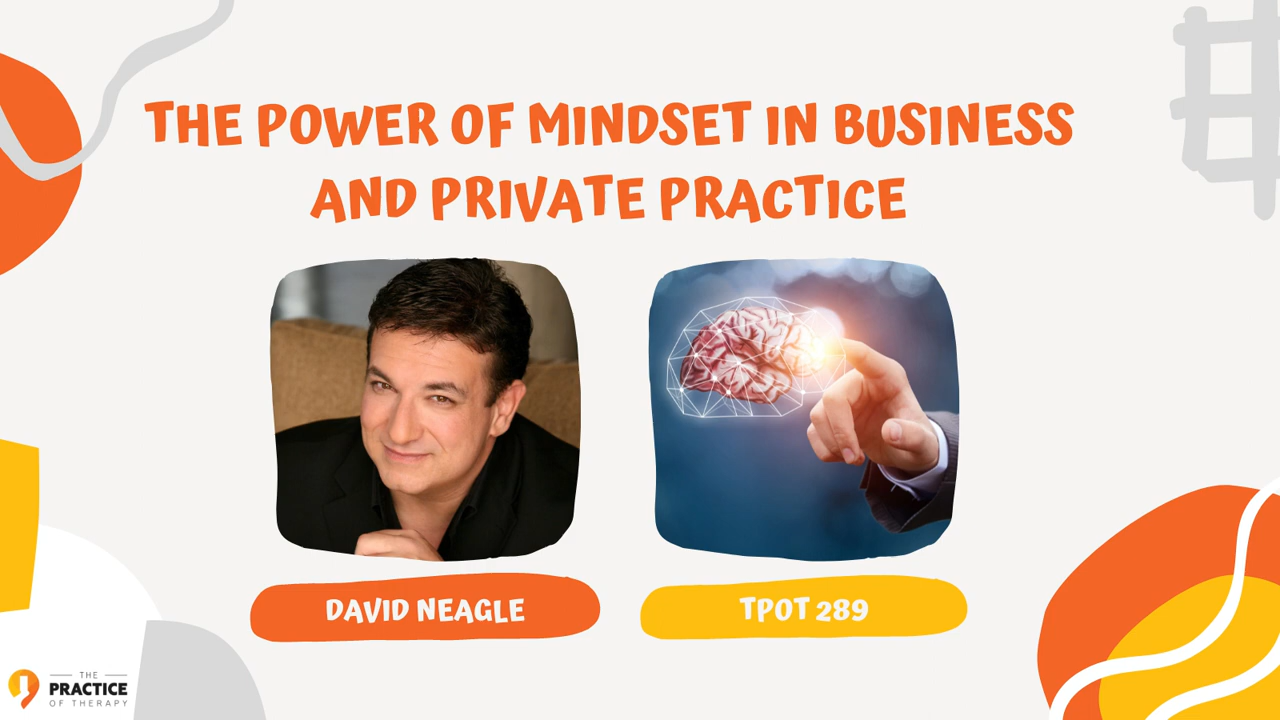 THE POWER OF MINDSET IN BUSINESS
AND PRIVATE PRACTICE
DAVID NEAGLE
TPOT 289
THE
PRACTICE
OF THERAPY